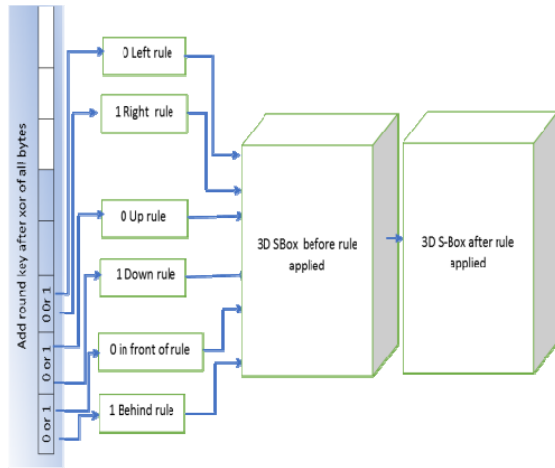 Add round key after xor of all bytes
0 0r 1
0 or 1
0 or 1
0 Left rule
1 Right rule
0 Up rule
1 Down rule
0 in front of rule
1 Behind rule
3D SBox before rule
applied
3D S-Box after rule
applied